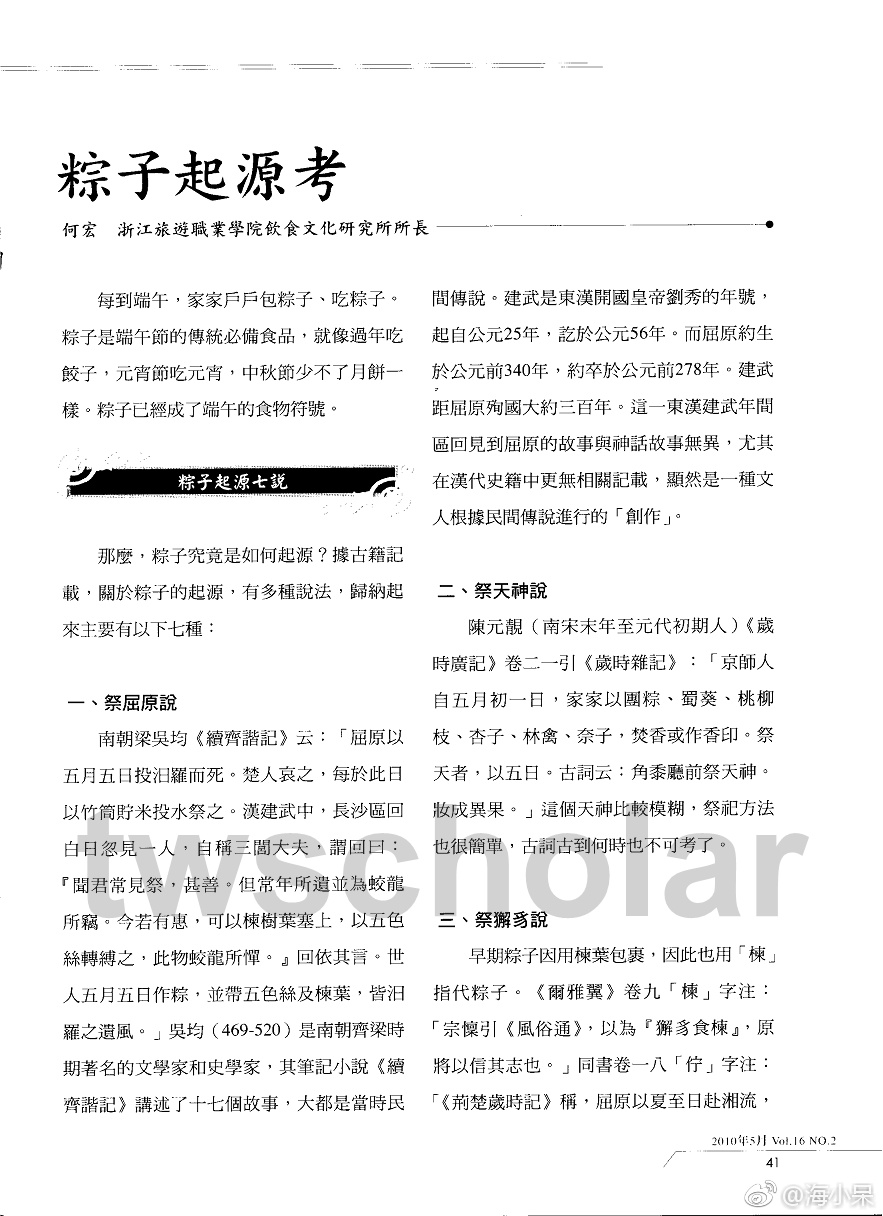 粽子起源考
何宏 浙江旅遊職業學院飲食文化研究所所長
每到端午，家家戶戶包粽子、吃粽子。
粽子是端午節的傳統必備食品，就像過年吃
餃子，元宵節吃元宵，中秋節少不了月餅一
樣。粽子已經成了端午的食物符號。
粽子起源七説
那麼，粽子究竟是如何起源？據古籍記
載，關於粽子的起源，有多種說法，歸納起
來主要有以下七種：
一、祭屈原說
南朝梁吳均《續齊諧記》云：「屈原以
五月五日投汨羅而死。楚人哀之，每於此日
以竹筒貯米投水祭之。漢建武中，長沙區回
白日忽見一人，自稱三閭大夫，謂回曰：
『聞君常見祭，甚善。但常年所遺並為蛟龍
所竊。今若有惠，可以楝樹葉塞上，以五色
絲轉縛之，此物蛟龍所憚。』回依其言。世
人五月五日作粽，並帶五色絲及楝葉，皆汨
羅之遺風。」吳均（469-520）是南朝齊梁時
期著名的文學家和史學家，其筆記小說《續
齊諧記》講述了十七個故事，大都是當時民
間傳說。建武是東漢開國皇帝劉秀的年號，
起自公元25年，訖於公元56年。而屈原約生
於公元前340年，約卒於公元前278年。建武
距屈原殉國大約三百年。這一東漢建武年間
區回見到屈原的故事與神話故事無異，尤其
在漢代史籍中更無相關記載，顯然是一種文
人根據民間傳說進行的「創作」。
二、祭天神說
陳元靚（南宋末年至元代初期人）《歲
時廣記》卷二一引《歲時雜記》：「京師人
自五月初一日，家家以團粽、蜀葵、桃柳
枝、杏子、林禽、奈子，焚香或作香印。祭
天者，以五日。古詞云：角黍廳前祭天神。
妝成異果。」這個天神比較模糊，祭祀方法
也很簡單，古詞古到何時也不可考了。
三、祭獬豸說
早期粽子因用楝葉包裹，因此也用「楝」
指代粽子。《爾雅翼》卷九「楝」字注：
「宗懍引《風俗通》，以為『獬豸食楝』，原
將以信其志也。」同書卷一八「佇」字注：
「《荊楚歲時記》稱，屈原以夏至日赴湘流，
2010年5月 Vol.16 NO.2
41
twscholar
@海小呆